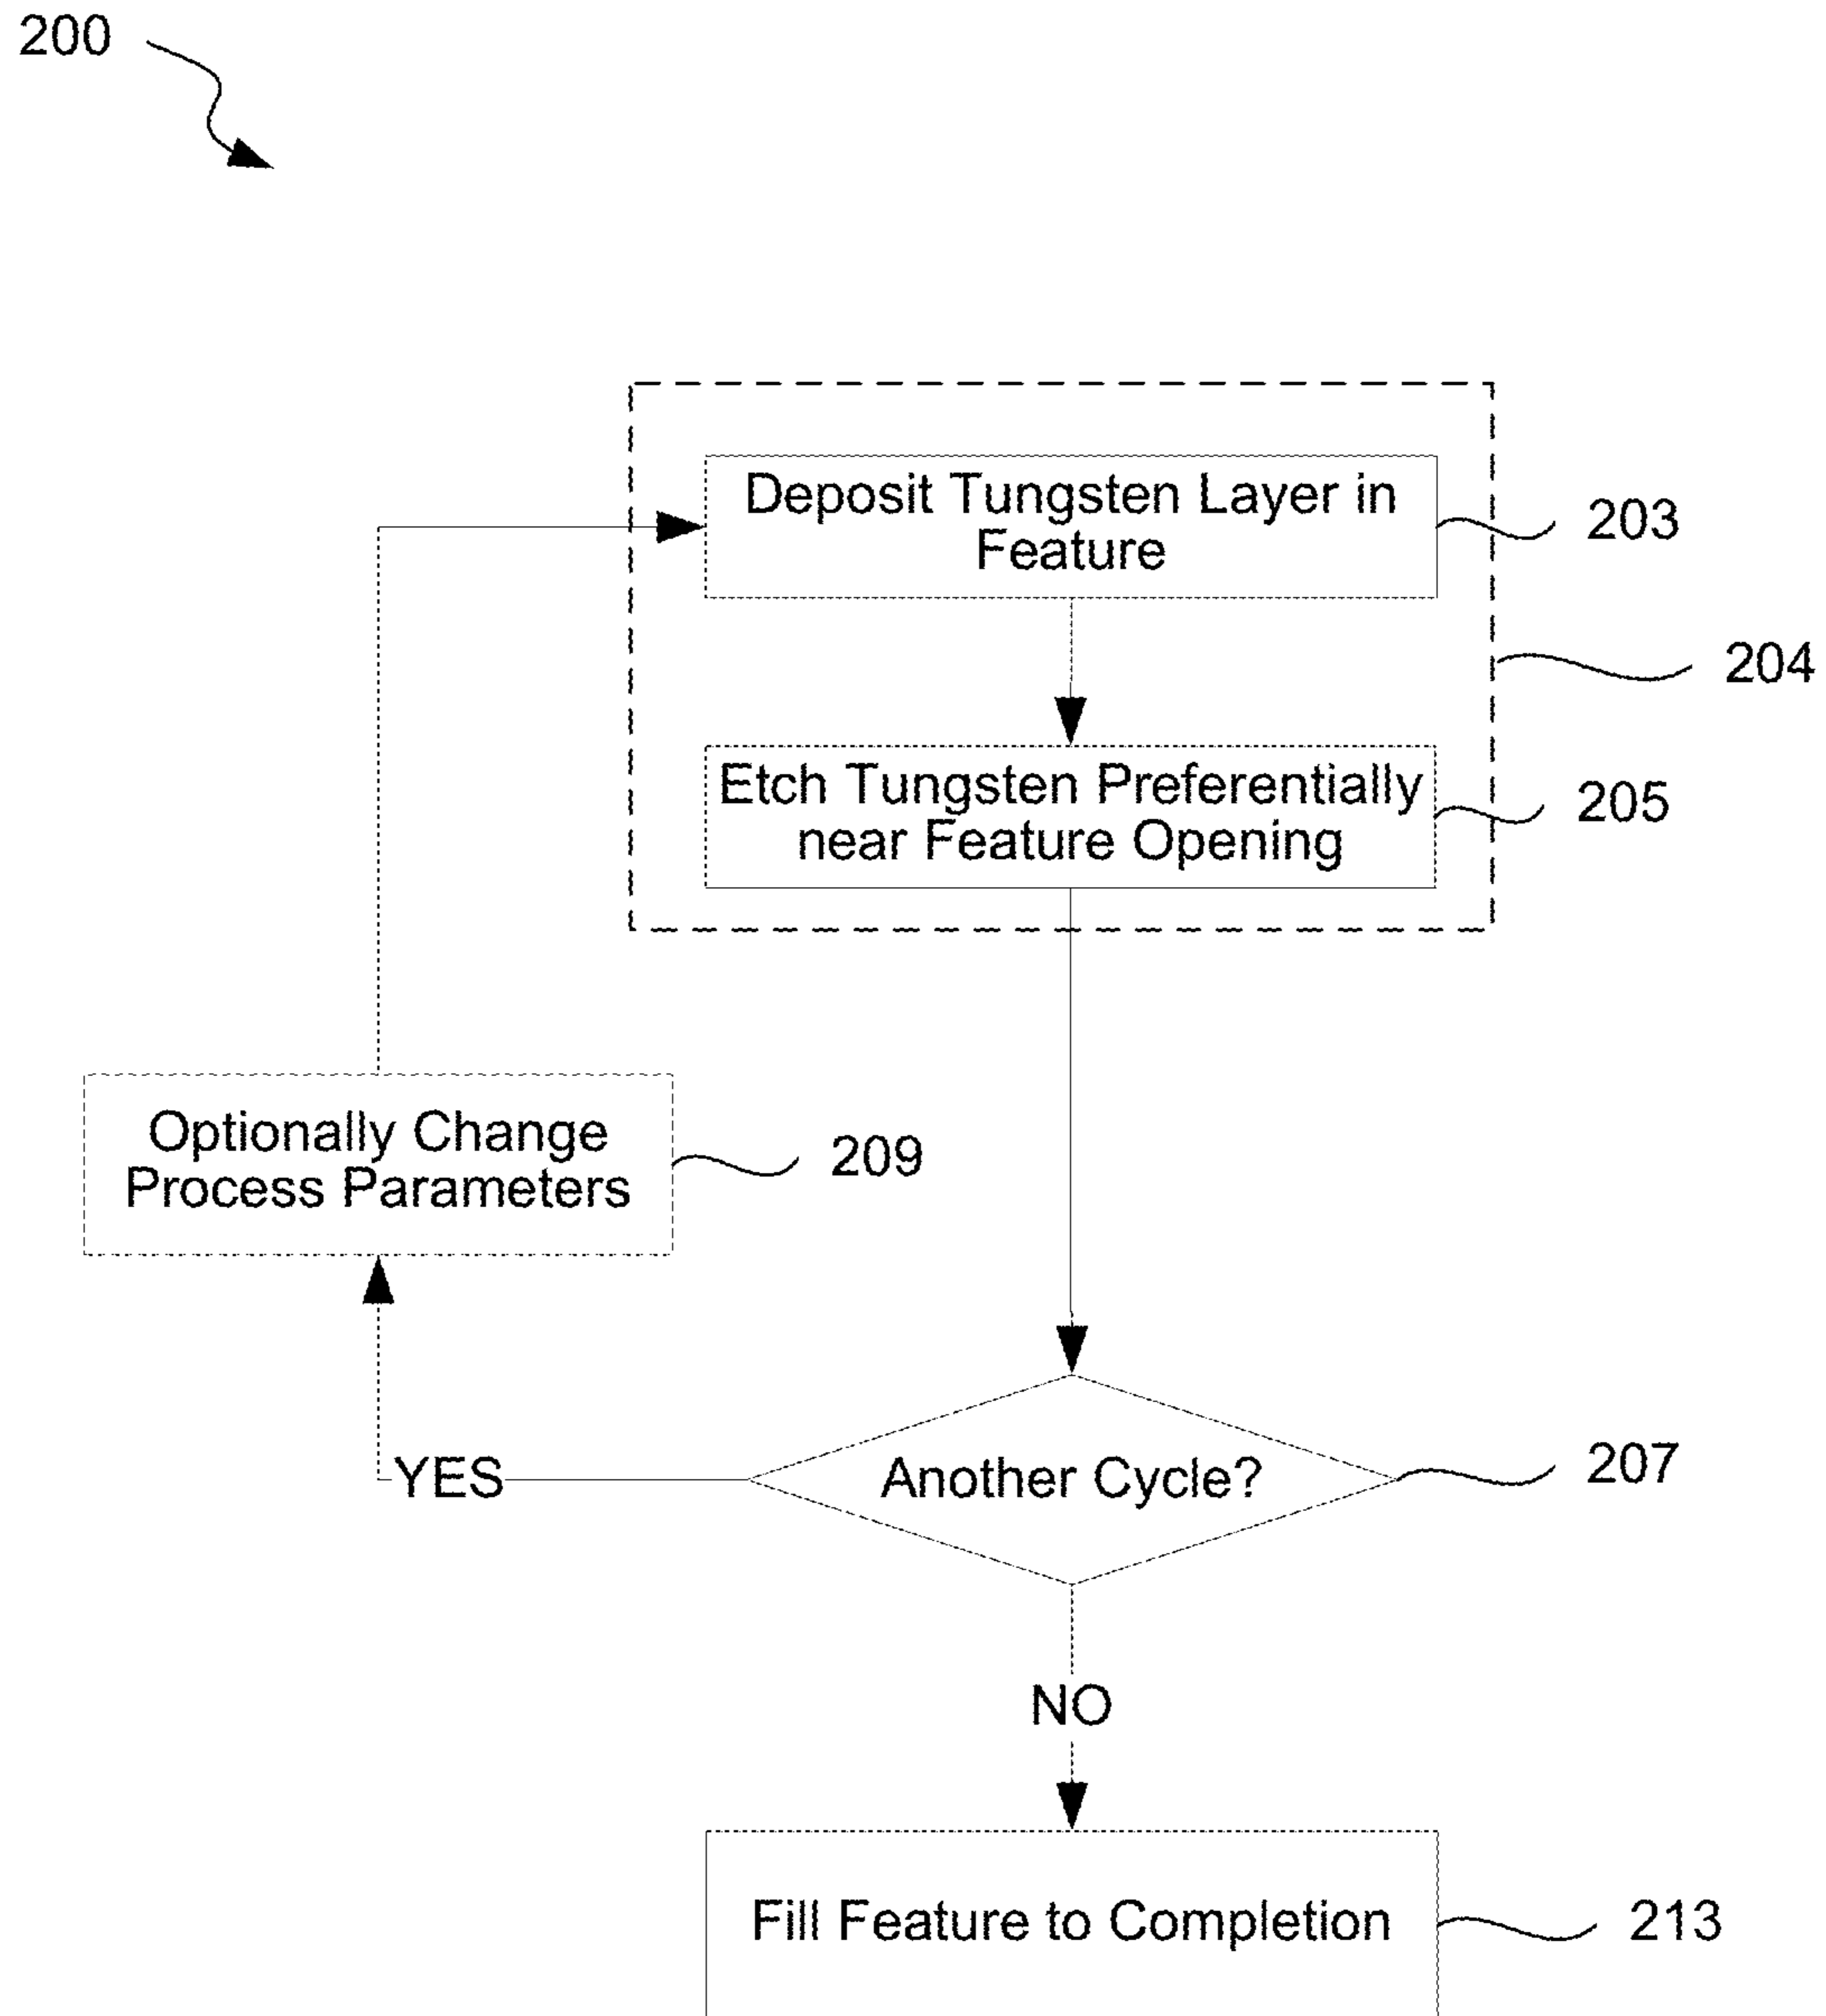 200
Deposit Tungsten Layer in
Feature
203
204
Etch Tungsten Preferentially
near Feature Opening
205
Optionally Change
Process Parameters
209
Another Cycle?
207
YES
NO
Fill Feature to Completion
213